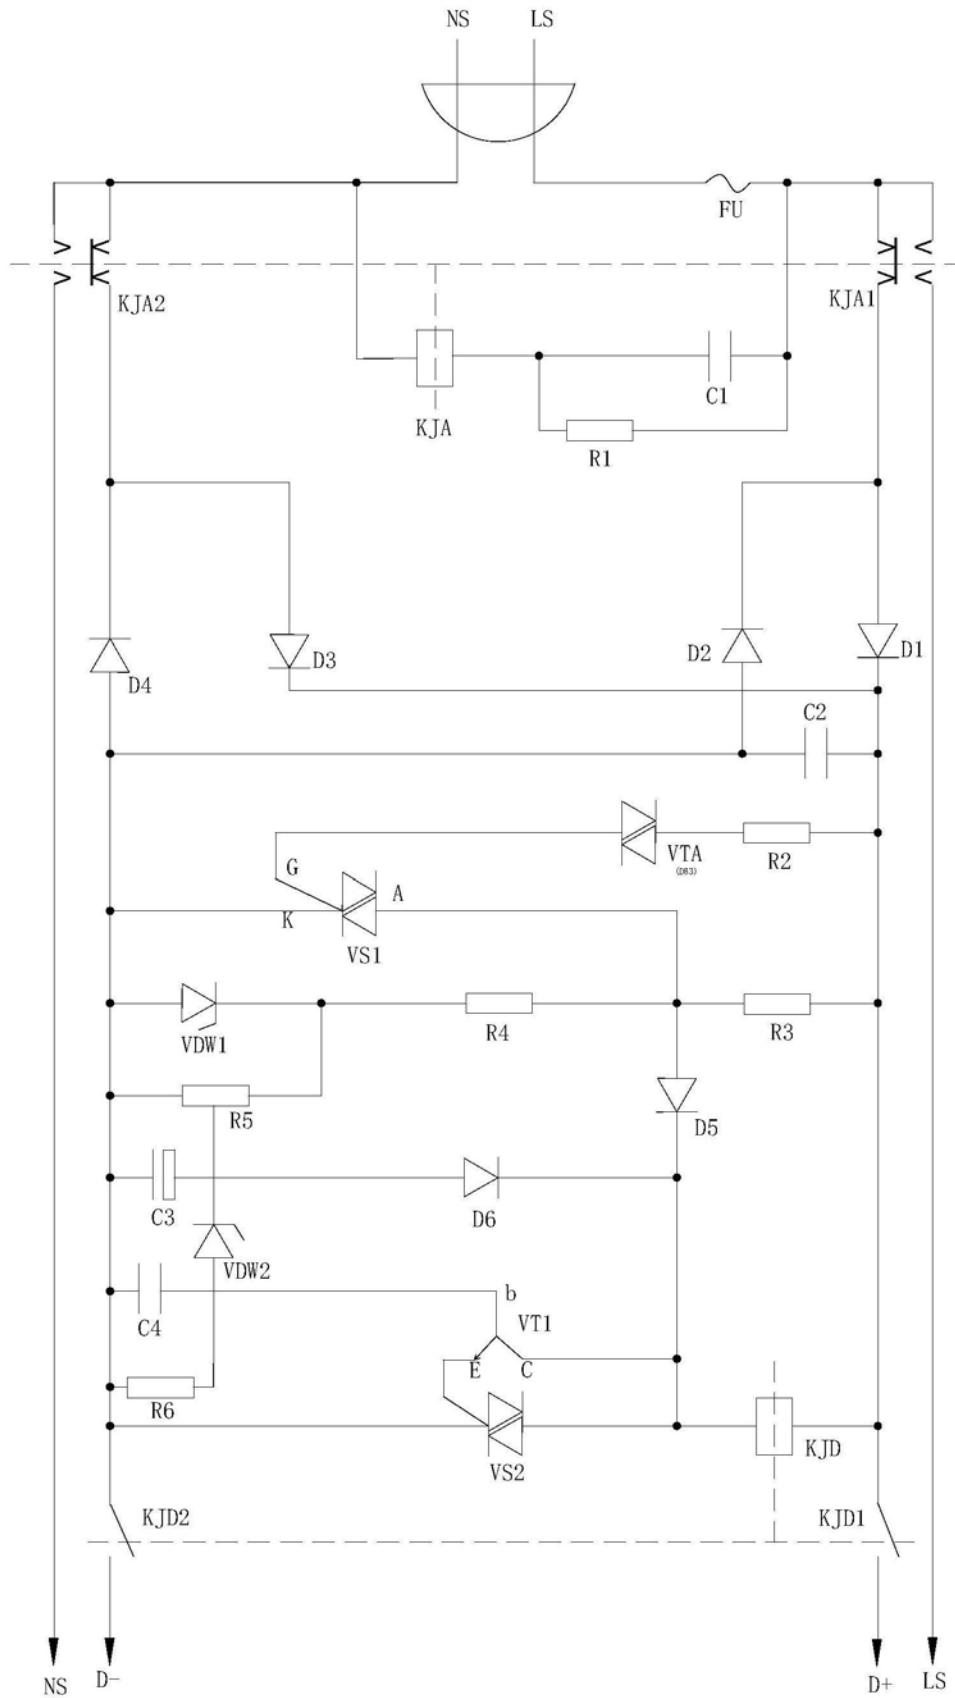 NS LS
FU
KJA2 KJA1
C1
KJA
R1
D3 D2 D1
D4
C2
VTA R2
(DB3)
G
A
K
VS1
R4 R3
VDW1
R5 D5
C3 D6
VDW2
b
C4 VT1
E C
R6
KJD
VS2
KJD2 KJD1
NS D- D+ LS